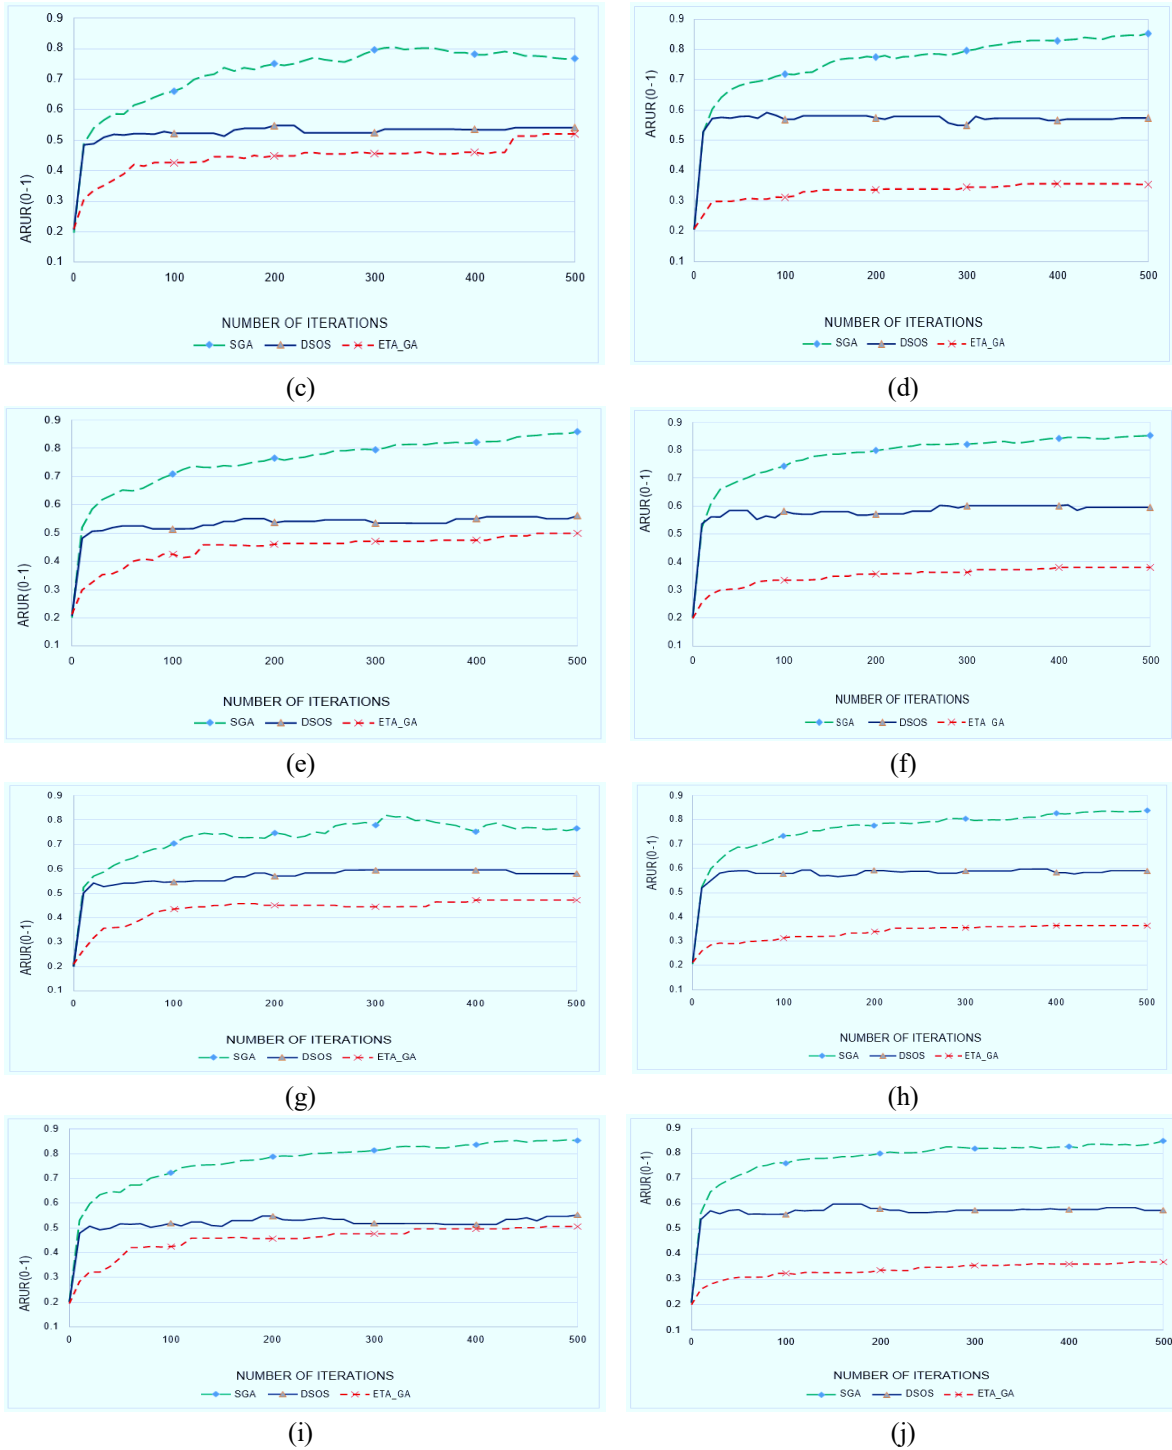 0.9
0.8
0.7
0.6
0.5
0.4
0.3
0.2
0.1
ARUR(0-1)
0 100 200 300 400 500
NUMBER OF ITERATIONS
SGA DSOS ETA_GA
(c)
0.9
0.8
0.7
0.6
0.5
0.4
0.3
0.2
0.1
ARUR(0-1)
0 100 200 300 400 500
NUMBER OF ITERATIONS
SGA DSOS ETA_GA
(d)
0.9
0.8
0.7
0.6
0.5
0.4
0.3
0.2
0.1
ARUR(0-1)
0 100 200 300 400 500
NUMBER OF ITERATIONS
SGA DSOS ETA_GA
(e)
0.9
0.8
0.7
0.6
0.5
0.4
0.3
0.2
0.1
ARUR(0-1)
0 100 200 300 400 500
NUMBER OF ITERATIONS
SGA DSOS ETA GA
(f)
0.9
0.8
0.7
0.6
0.5
0.4
0.3
0.2
0.1
ARUR(0-1)
0 100 200 300 400 500
NUMBER OF ITERATIONS
SGA DSOS ETA_GA
(g)
0.9
0.8
0.7
0.6
0.5
0.4
0.3
0.2
0.1
ARUR(0-1)
0 100 200 300 400 500
NUMBER OF ITERATIONS
SGA DSOS ETA_GA
(h)
0.9
0.8
0.7
0.6
0.5
0.4
0.3
0.2
0.1
ARUR(0-1)
0 100 200 300 400 500
NUMBER OF ITERATIONS
SGA DSOS ETA_GA
(i)
0.9
0.8
0.7
0.6
0.5
0.4
0.3
0.2
0.1
ARUR(0-1)
0 100 200 300 400 500
NUMBER OF ITERATIONS
SGA DSOS ETA_GA
(j)